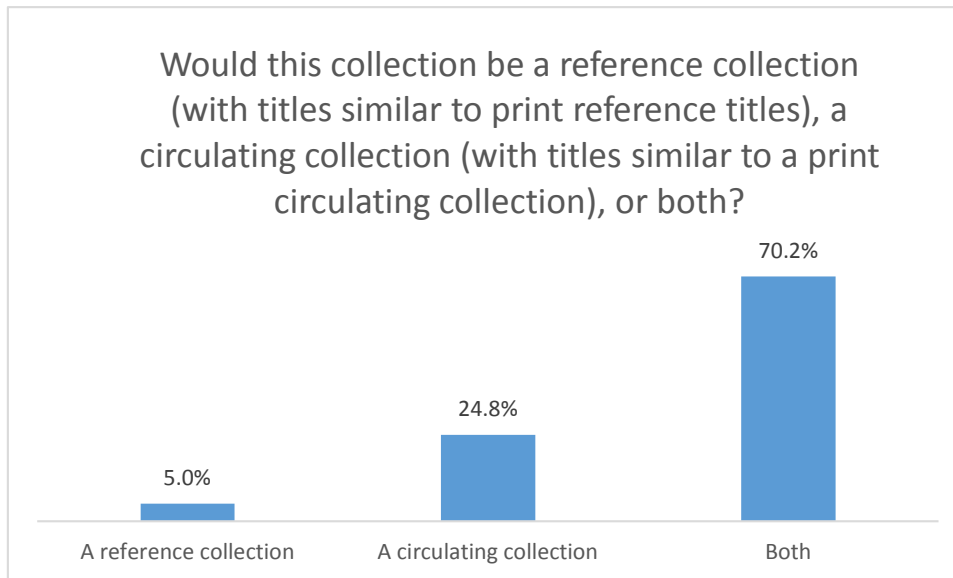 Would this collection be a reference collection
(with titles similar to print reference titles), a
circulating collection (with titles similar to a print
circulating collection), or both?
70.2%
24.8%
5.0%
A reference collection
A circulating collection
Both